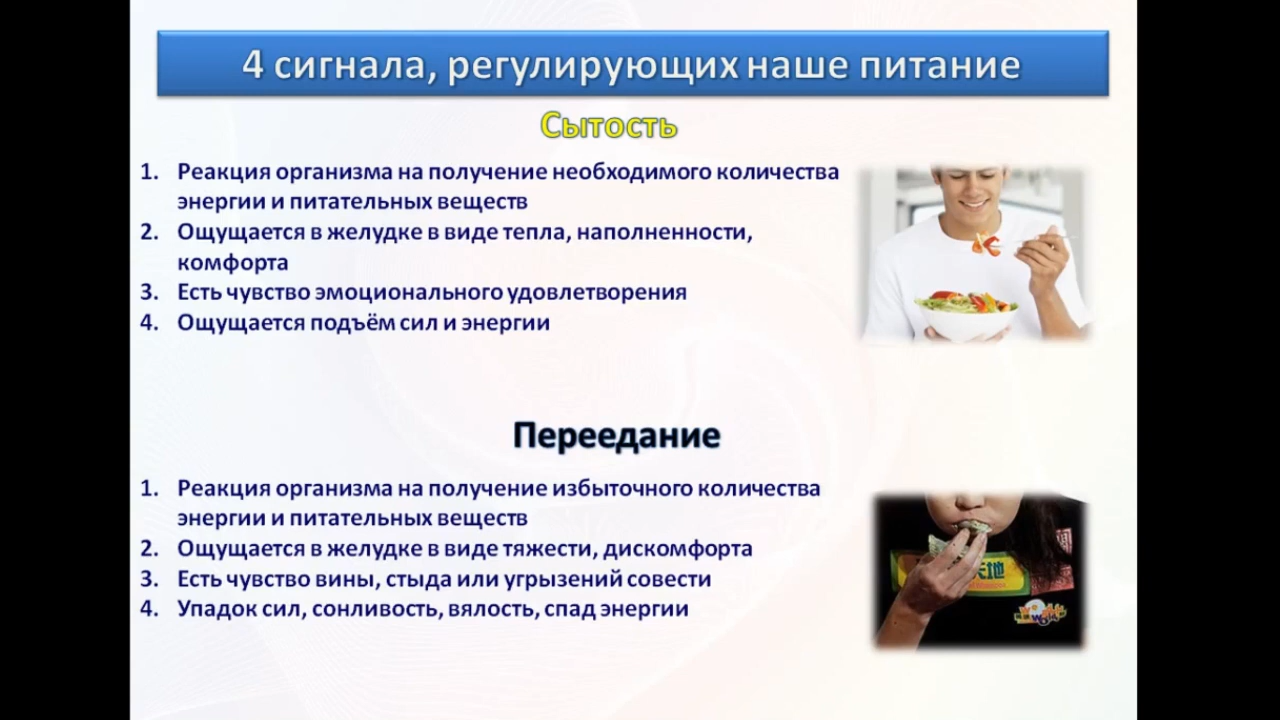 4 сигнала, регулирующих наше питание
Сытость
1. Реакция организма на получение необходимого количества
энергии и питательных веществ
2. Ощущается в желудке в виде тепла, наполненности,
комфорта
3. Есть чувство эмоционального удовлетворения
4. Ощущается подъём сил и энергии
Переедание
1. Реакция организма на получение избыточного количества
энергии и питательных веществ
2. Ощущается в желудке в виде тяжести, дискомфорта
3. Есть чувство вины, стыда или угрызений совести
4. Упадок сил, сонливость, вялость, спад энергии
天地